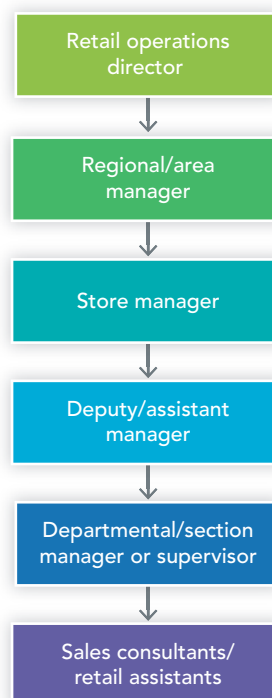 Retail operations
director
Regional/area
manager
Store manager
Deputy/assistant
manager
Departmental/section
manager or supervisor
Sales consultants/
retail assistants